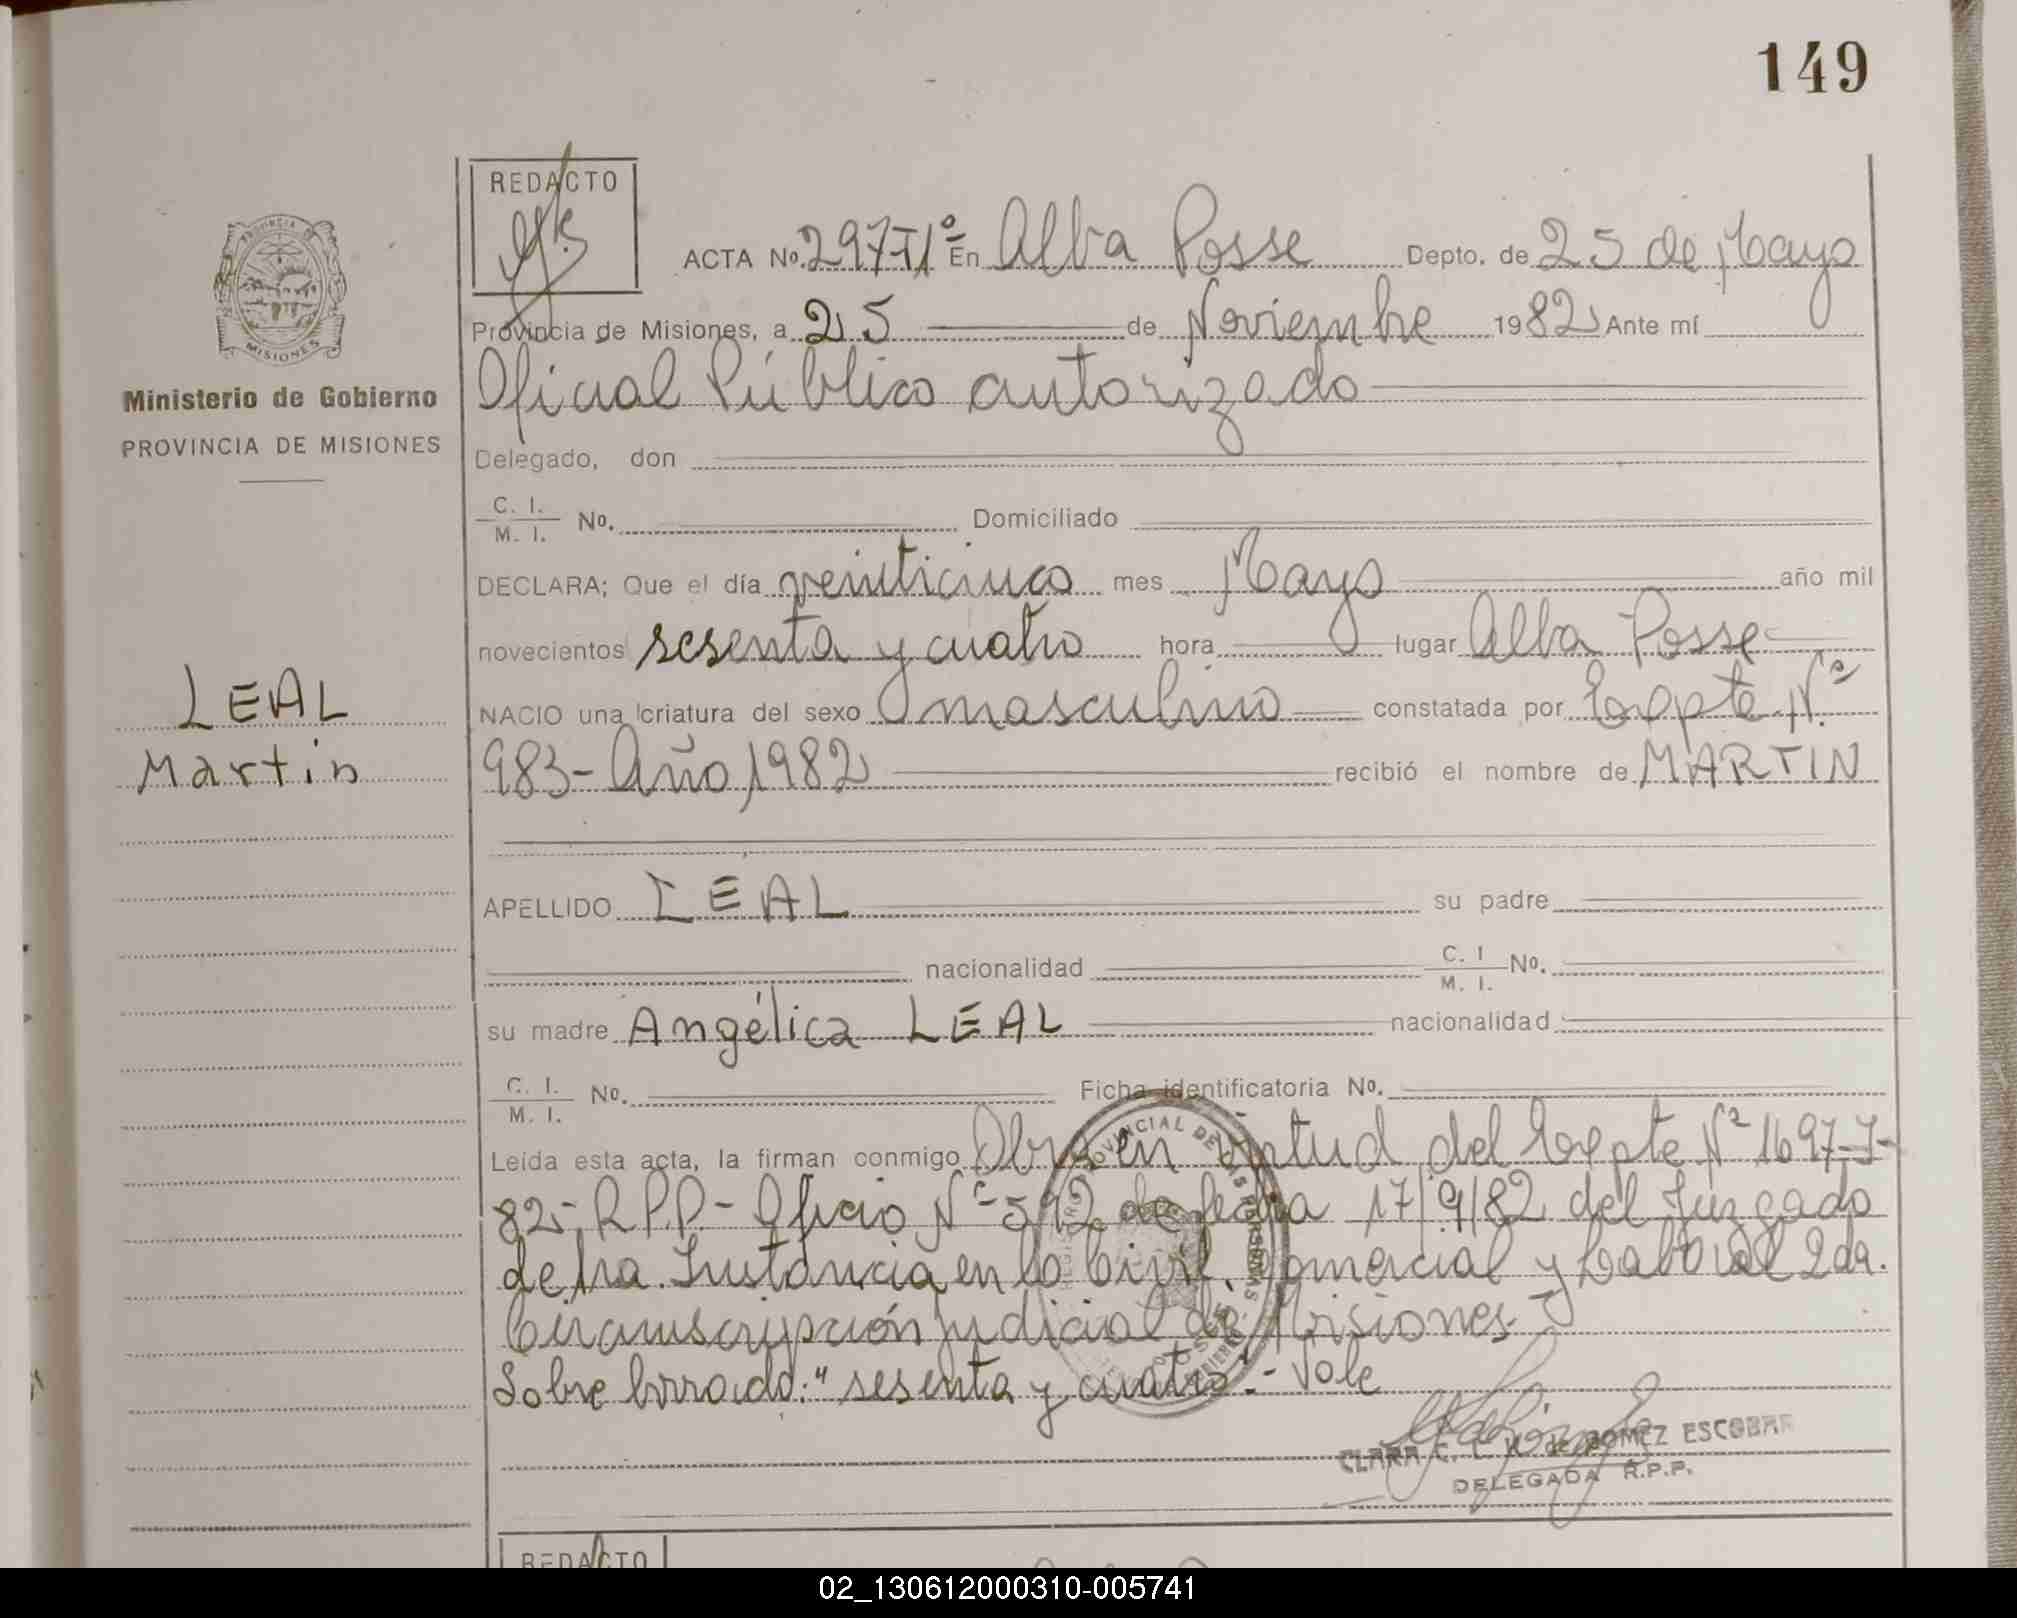 149
REDACTO
ACTA No. 297-T1º En Alba Posse Depto. de 25 de Mayo
Provincia de Misiones, a 25 de Noviembre 1982 Ante mí
Oficial Público autorizado
Ministerio de Gobierno
PROVINCIA DE MISIONES
MISIONES
Delegado, don
C. I.
M. I. No. Domiciliado
DECLARA; Que el día veinticinco mes Mayo año mil
novecientos sesenta y cuatro hora lugar Alba Posse
LEAL
Martin
NACIO una criatura del sexo masculino constatada por Expte. Nº
983- Año 1982 recibió el nombre de MARTIN
APELLIDO LEAL su padre
nacionalidad C. I
M. I. No.
su madre Angélica LEAL nacionalidad
C. I.
M. I. No. Ficha identificatoria No.
Leída esta acta, la firman conmigo Obra en virtud del Expte Nº 1697-J-
82- R.P.P.- Oficio Nº 592 de fecha 17/9/82 del Juzgado
de 1ra. Instancia en lo Civil, Comercial y Laboral 2da.
Circunscripción judicial de Misiones-
Sobre borrado: "sesenta y cuatro".- Vale
GOMEZ ESCOBAR
DELEGADA R.P.P.
REDACTO
02_130612000310-005741